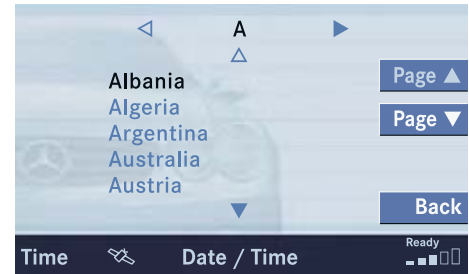 A
Albania
Page
Algeria
Page
Argentina
Australia
Austria
Back
Time Date / Time
Ready